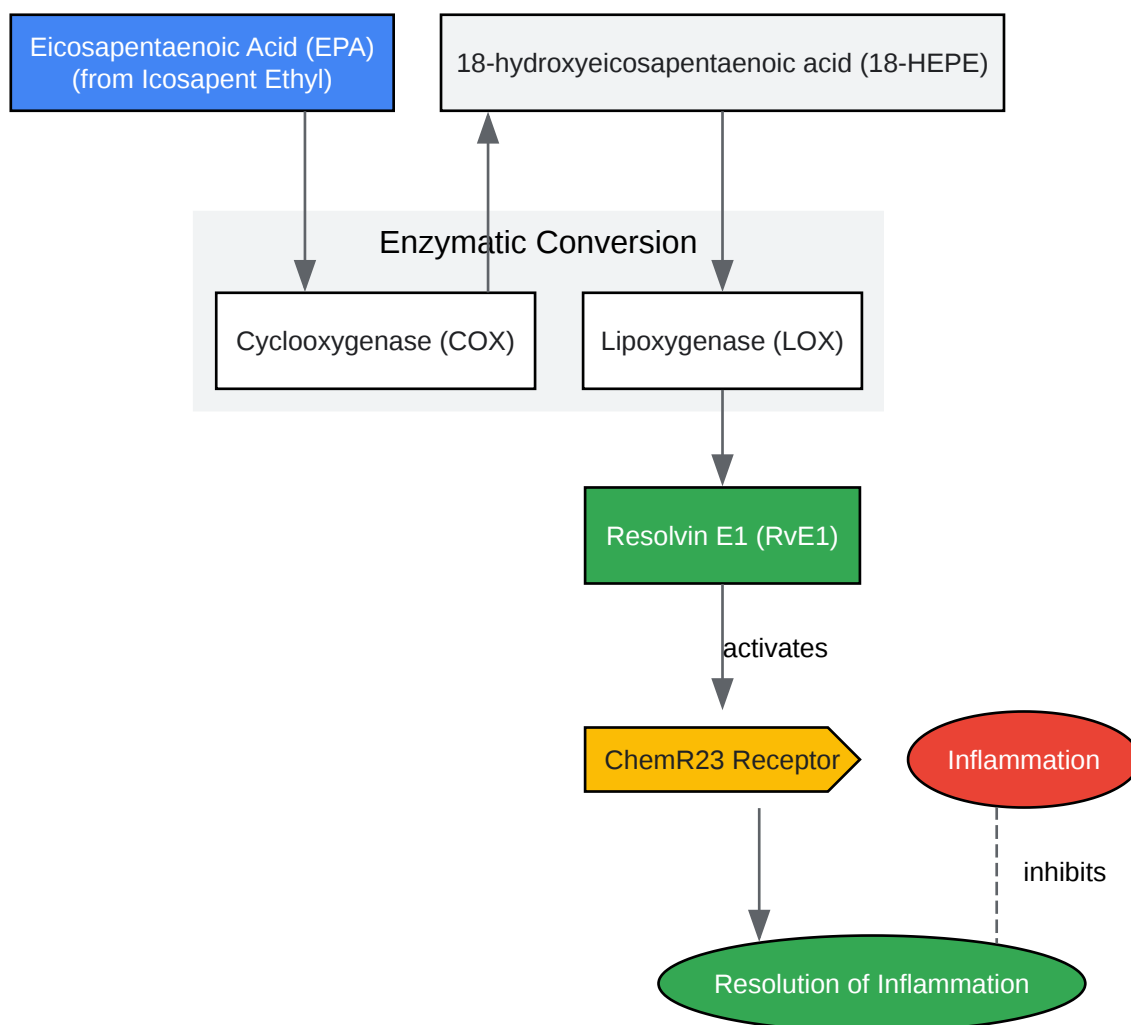 Eicosapentaenoic Acid (EPA)
(from Icosapent Ethyl)
18-hydroxyeicosapentaenoic acid (18-HEPE)
Enzymatic Conversion
Cyclooxygenase (COX)
Lipoxygenase (LOX)
Resolvin E1 (RvE1)
activates
ChemR23 Receptor
Inflammation
inhibits
Resolution of Inflammation